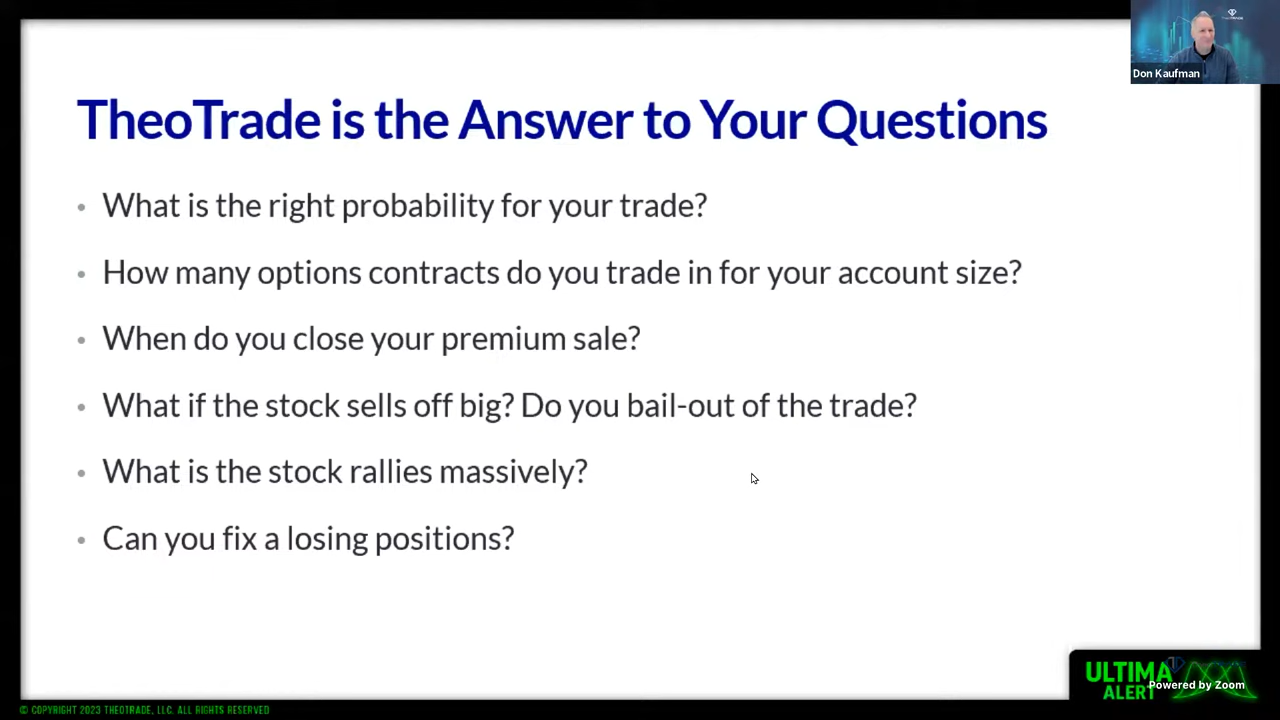 THEOTRADE
Don Kaufman
TheoTrade is the Answer to Your Questions
• What is the right probability for your trade?
• How many options contracts do you trade in for your account size?
• When do you close your premium sale?
• What if the stock sells off big? Do you bail-out of the trade?
• What is the stock rallies massively?
• Can you fix a losing positions?
ULTIMA
ALERT
Powered by Zoom
© COPYRIGHT 2023 THEOTRADE, LLC. ALL RIGHTS RESERVED